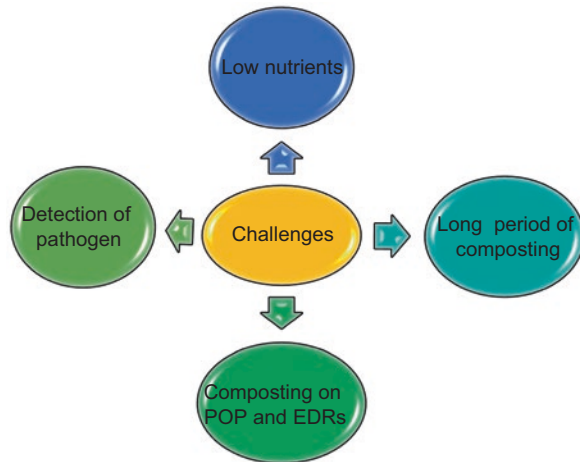 Low nutrients
Detection of
pathogen
Challenges
Long period of
composting
Composting on
POP and EDRs